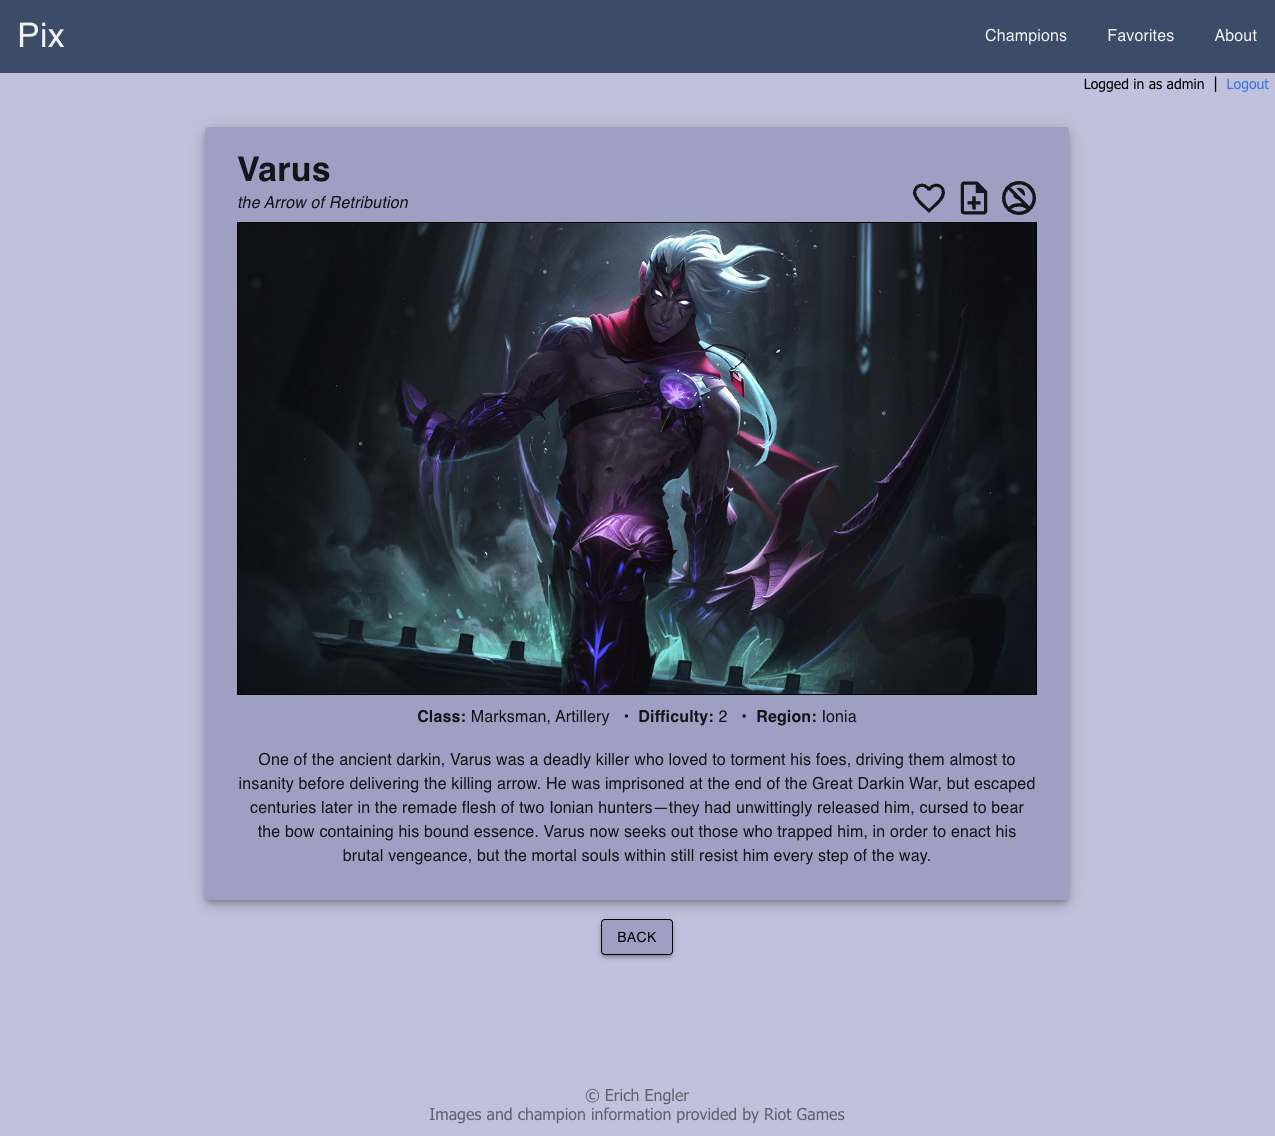 Pix
Champions Favorites About
Logged in as admin | Logout
Varus
the Arrow of Retribution
Class: Marksman, Artillery • Difficulty: 2 • Region: Ionia
One of the ancient darkin, Varus was a deadly killer who loved to torment his foes, driving them almost to
insanity before delivering the killing arrow. He was imprisoned at the end of the Great Darkin War, but escaped
centuries later in the remade flesh of two Ionian hunters—they had unwittingly released him, cursed to bear
the bow containing his bound essence. Varus now seeks out those who trapped him, in order to enact his
brutal vengeance, but the mortal souls within still resist him every step of the way.
BACK
© Erich Engler
Images and champion information provided by Riot Games